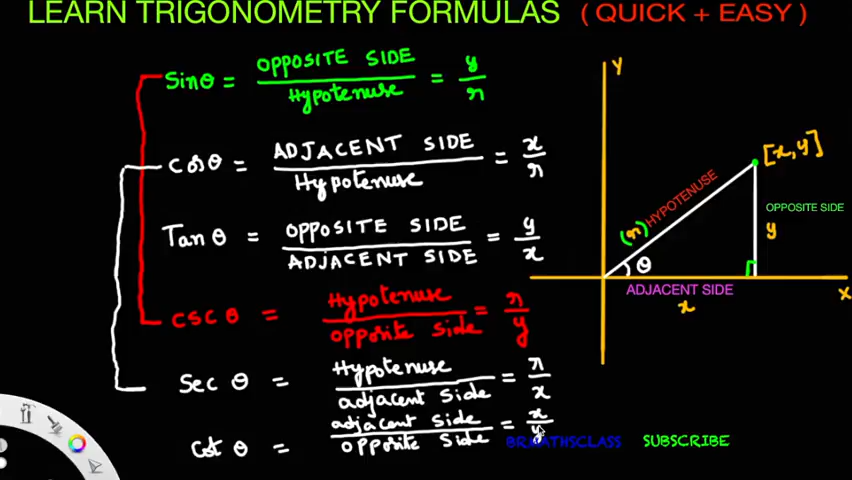 LEARN TRIGONOMETRY FORMULAS ( QUICK + EASY )
Sinθ = OPPOSITE SIDE / Hypotenuse = y / r
Cosθ = ADJACENT SIDE / Hypotenuse = x / r
Tan θ = OPPOSITE SIDE / ADJACENT SIDE = y / x
CSC θ = Hypotenuse / Opposite Side = r / y
Sec θ = Hypotenuse / adjacent Side = r / x
Cot θ = adjacent Side / Opposite Side = x / y
Y
[x, y]
(r) HYPOTENUSE
OPPOSITE SIDE
y
θ
ADJACENT SIDE
X
x
SUBSCRIBE